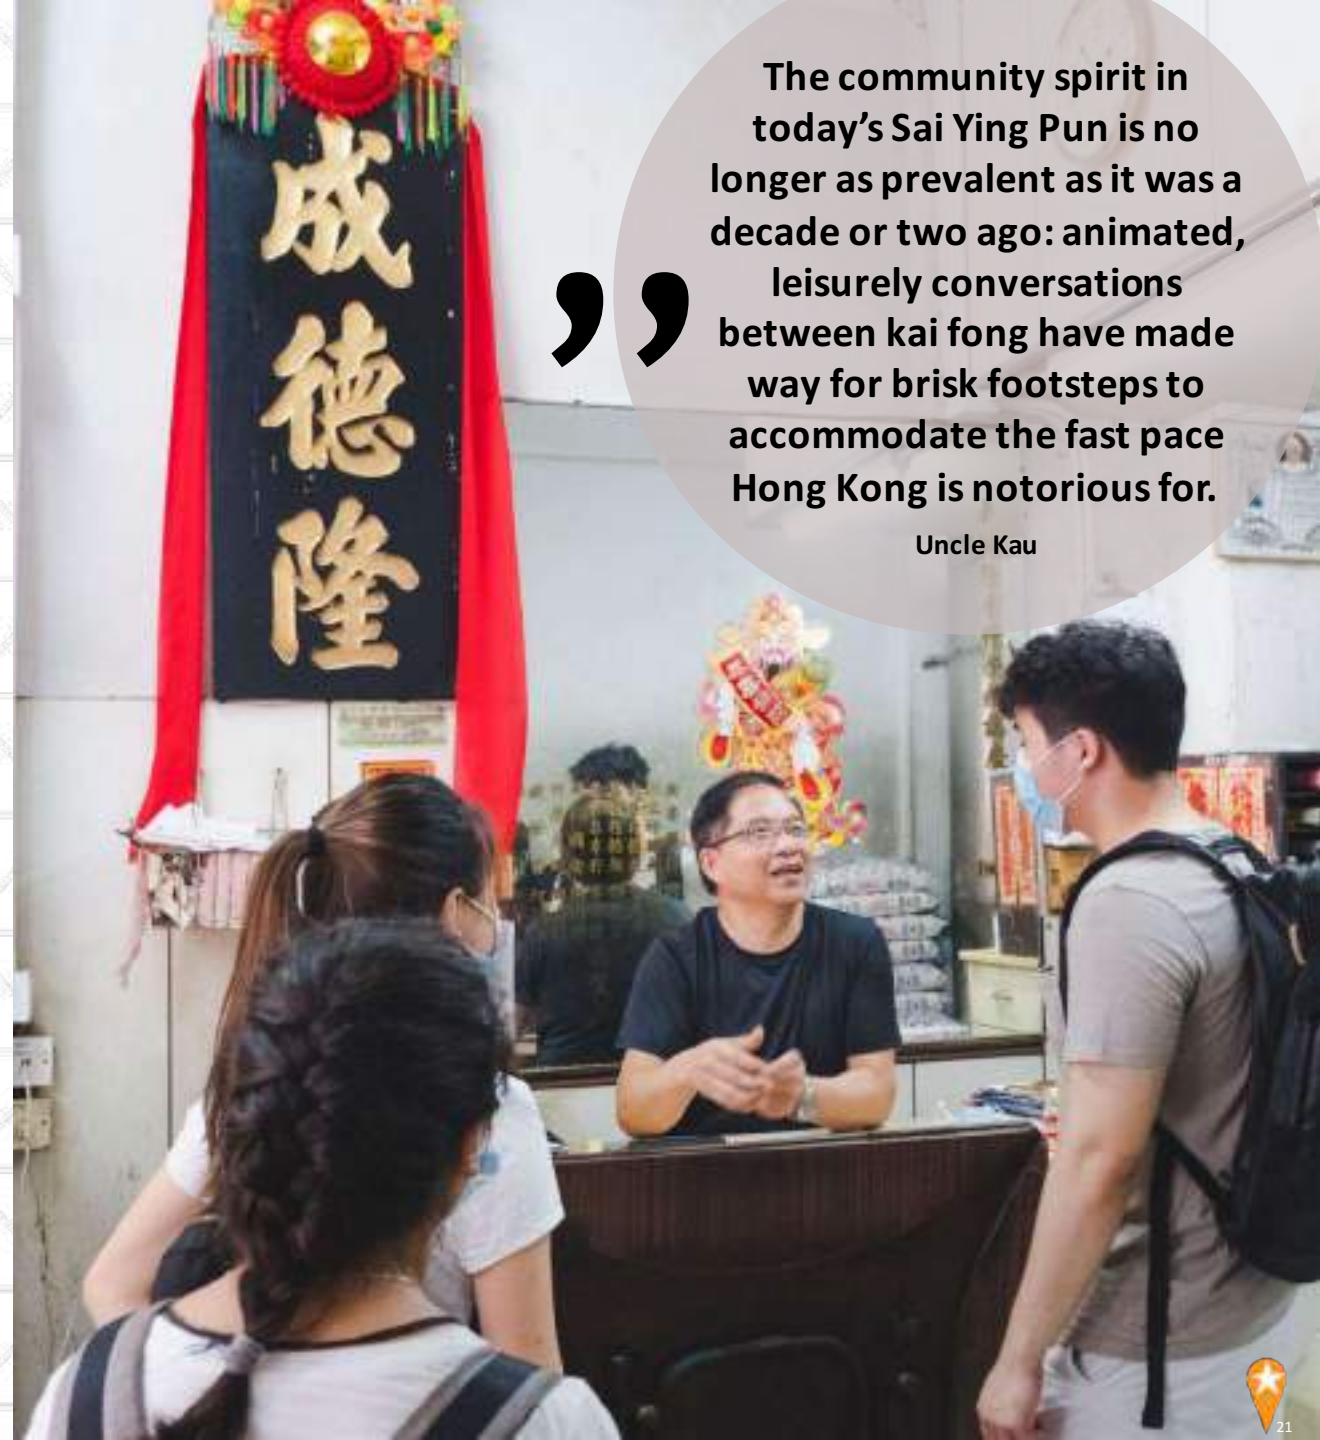 成
德
隆
The community spirit in
today’s Sai Ying Pun is no
longer as prevalent as it was a
decade or two ago: animated,
leisurely conversations
between kai fong have made
way for brisk footsteps to
accommodate the fast pace
Hong Kong is notorious for.
”
Uncle Kau
21